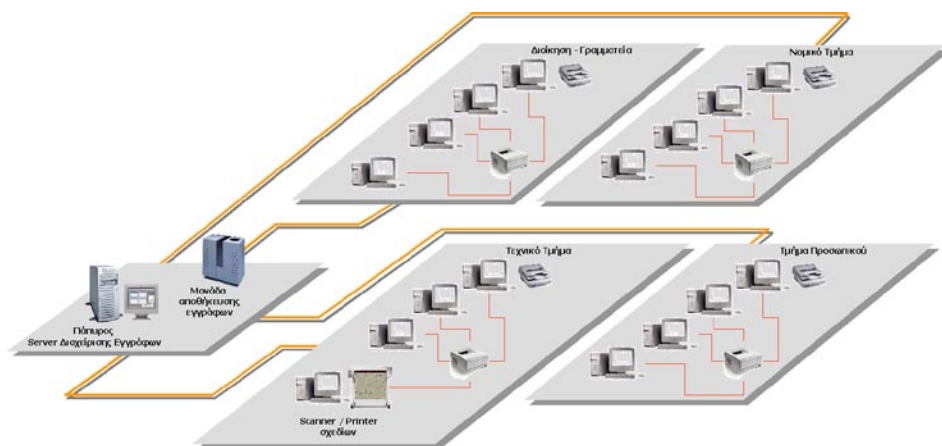 Διοίκηση - Γραμματεία
Νομικό Τμήμα
Μονάδα
αποθήκευσης
εγγράφων
Πάπυρος
Server Διαχείρισης Εγγράφων
Τεχνικό Τμήμα
Τμήμα Προσωπικού
Scanner / Printer
σχεδίων